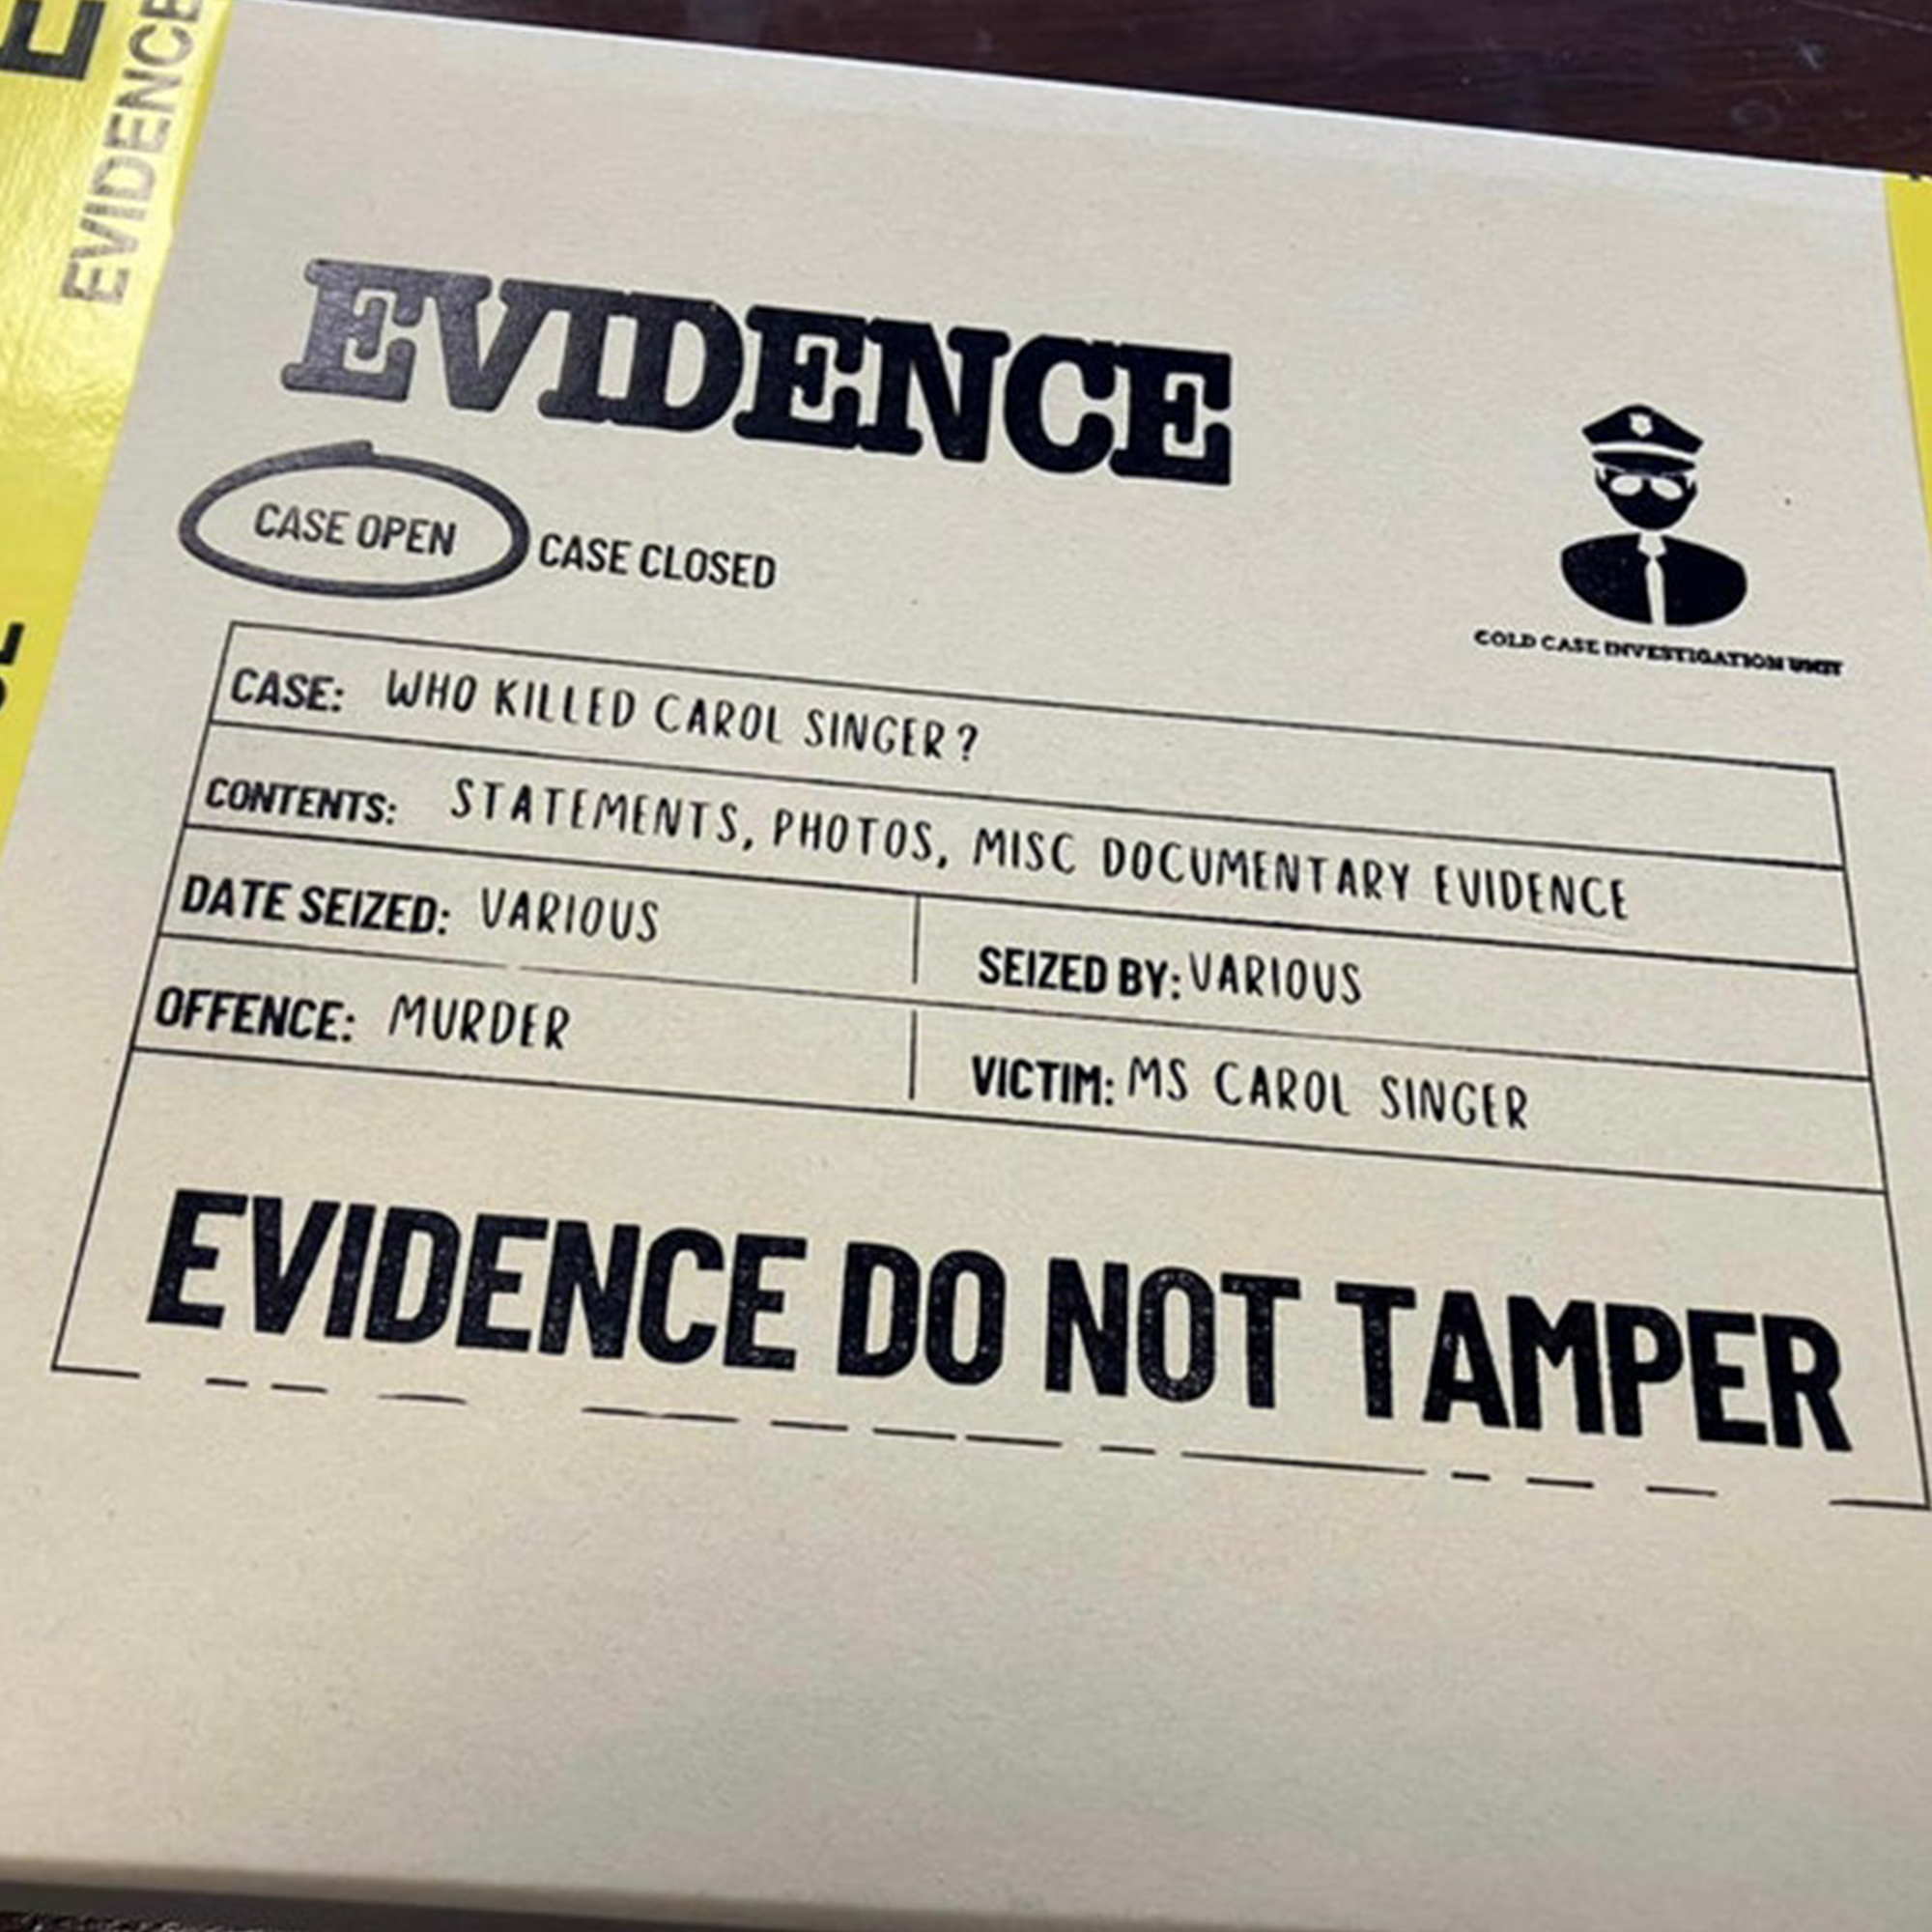 EVIDENCE
EVIDENCE
CASE OPEN CASE CLOSED
COLD CASE INVESTIGATION UNIT
CASE: WHO KILLED CAROL SINGER?
CONTENTS: STATEMENTS, PHOTOS, MISC DOCUMENTARY EVIDENCE
DATE SEIZED: VARIOUS SEIZED BY: VARIOUS
OFFENCE: MURDER VICTIM: MS CAROL SINGER
EVIDENCE DO NOT TAMPER